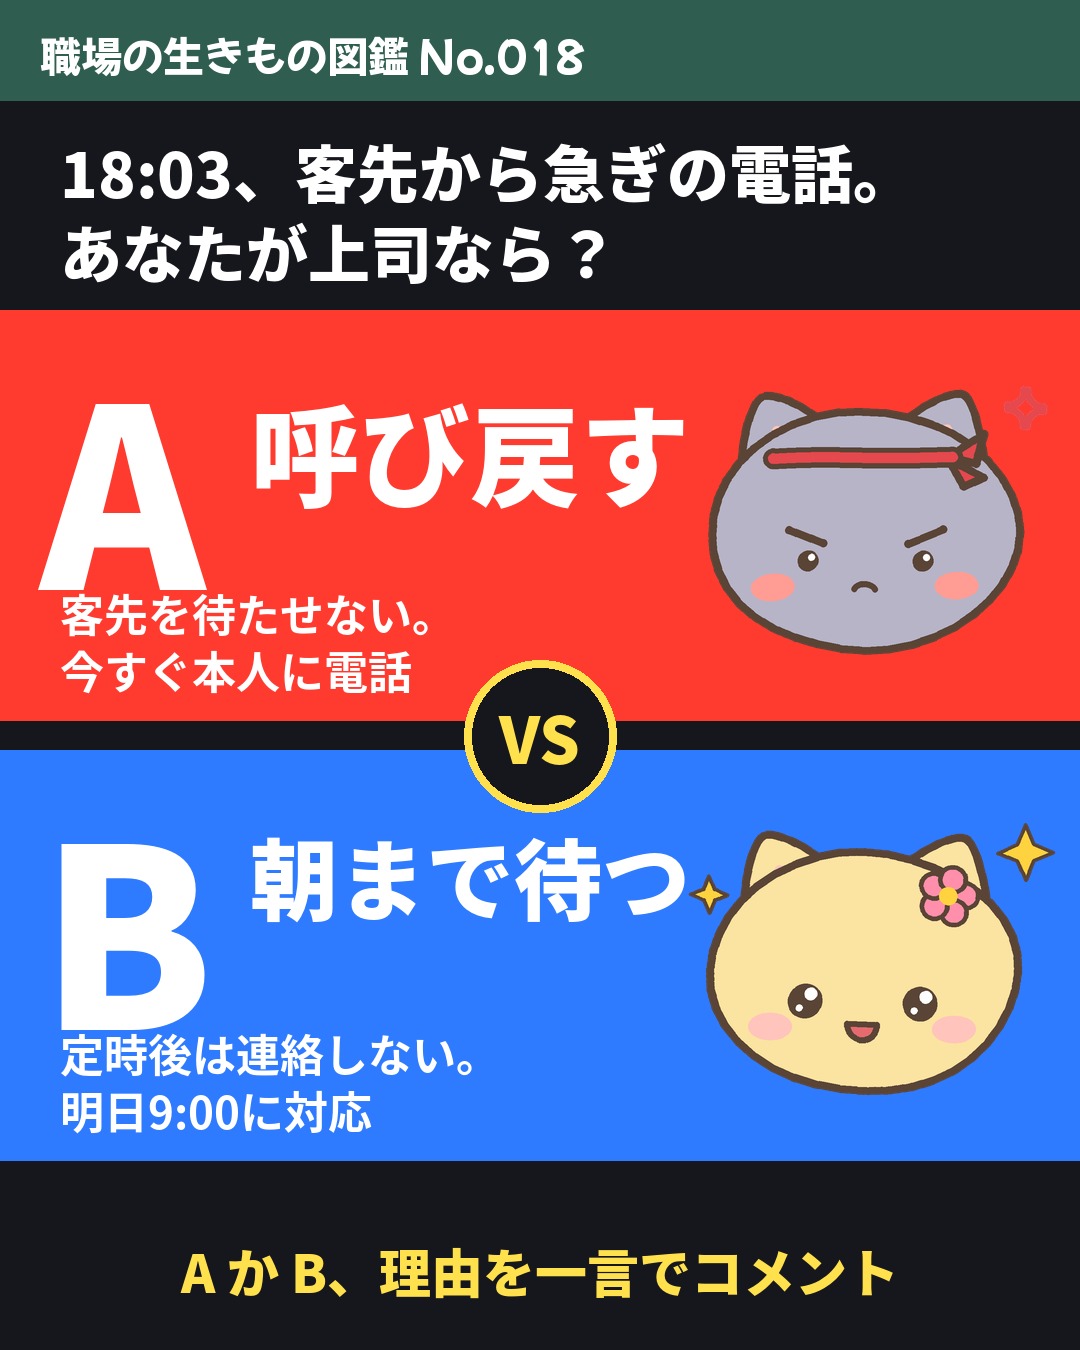 職場の生きもの図鑑 No.018
18:03、客先から急ぎの電話。
あなたが上司なら？
A 呼び戻す
客先を待たせない。
今すぐ本人に電話
VS
B 朝まで待つ
定時後は連絡しない。
明日9:00に対応
A か B、理由を一言でコメント